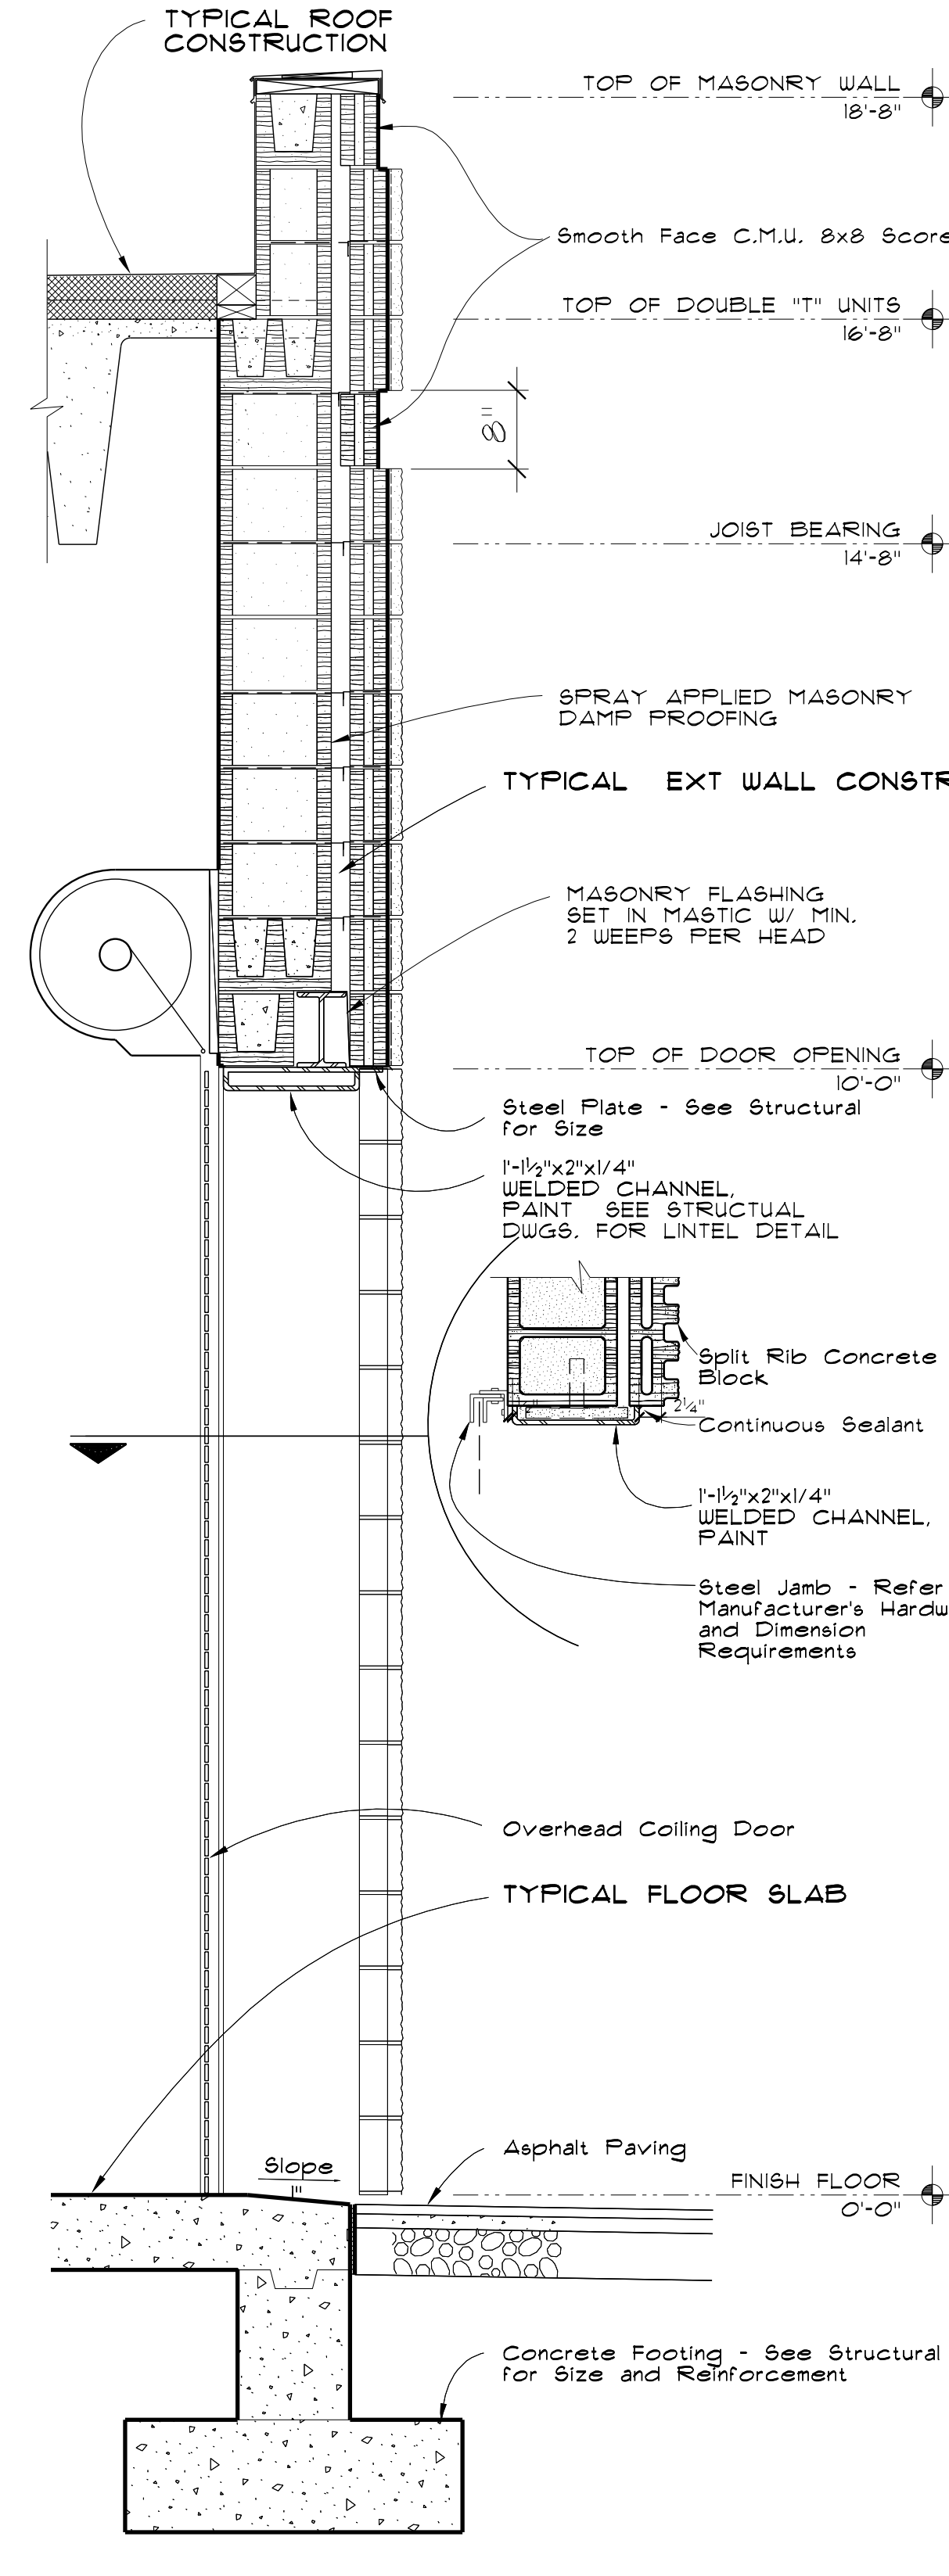 TYPICAL ROOF
CONSTRUCTION
TOP OF MASONRY WALL
18'-8"
Smooth Face C.M.U. 8x8 Score
TOP OF DOUBLE "T" UNITS
16'-8"
8"
JOIST BEARING
14'-8"
SPRAY APPLIED MASONRY
DAMP PROOFING
TYPICAL EXT WALL CONSTR
MASONRY FLASHING
SET IN MASTIC W/ MIN.
2 WEEPS PER HEAD
TOP OF DOOR OPENING
10'-0"
Steel Plate - See Structural
for Size
1'-1½"x2"x1/4"
WELDED CHANNEL,
PAINT SEE STRUCTUAL
DWGS. FOR LINTEL DETAIL
Split Rib Concrete
Block
2¼"
Continuous Sealant
1'-1½"x2"x1/4"
WELDED CHANNEL,
PAINT
Steel Jamb - Refer
Manufacturer's Hardw
and Dimension
Requirements
Overhead Coiling Door
TYPICAL FLOOR SLAB
Asphalt Paving
Slope
1"
FINISH FLOOR
0'-0"
Concrete Footing - See Structural
for Size and Reinforcement